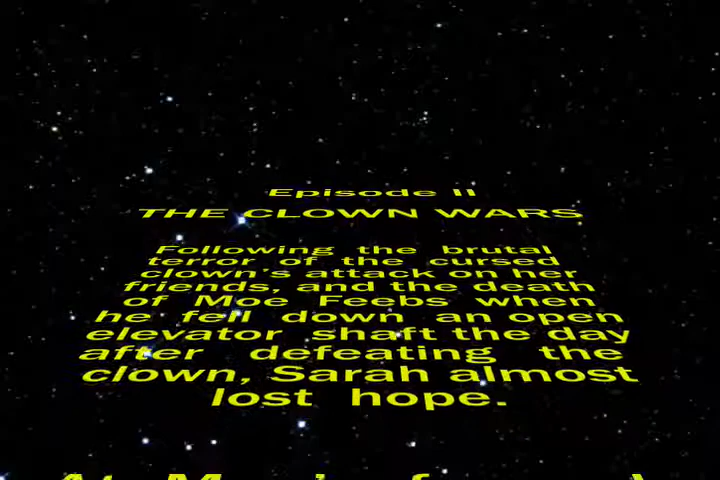 Episode II
THE CLOWN WARS
Following the brutal
terror of the cursed
clown's attack on her
friends, and the death
of Moe Feebs when
he fell down an open
elevator shaft the day
after defeating the
clown, Sarah almost
lost hope.